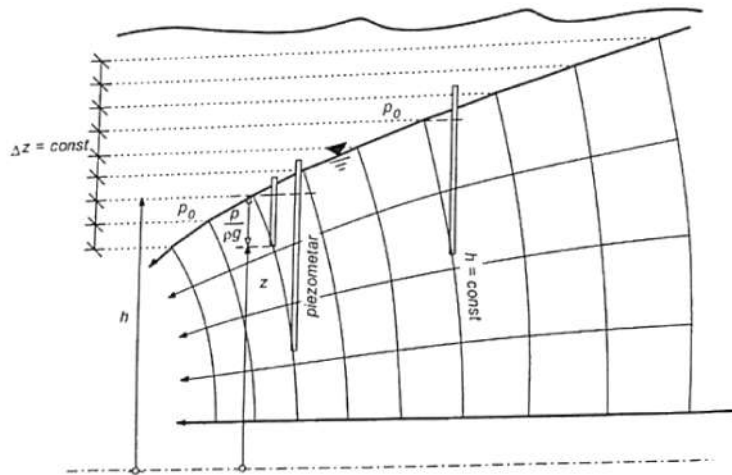 p₀
Δz = const
p₀
p
ρg
z
piezometar
h = const
h